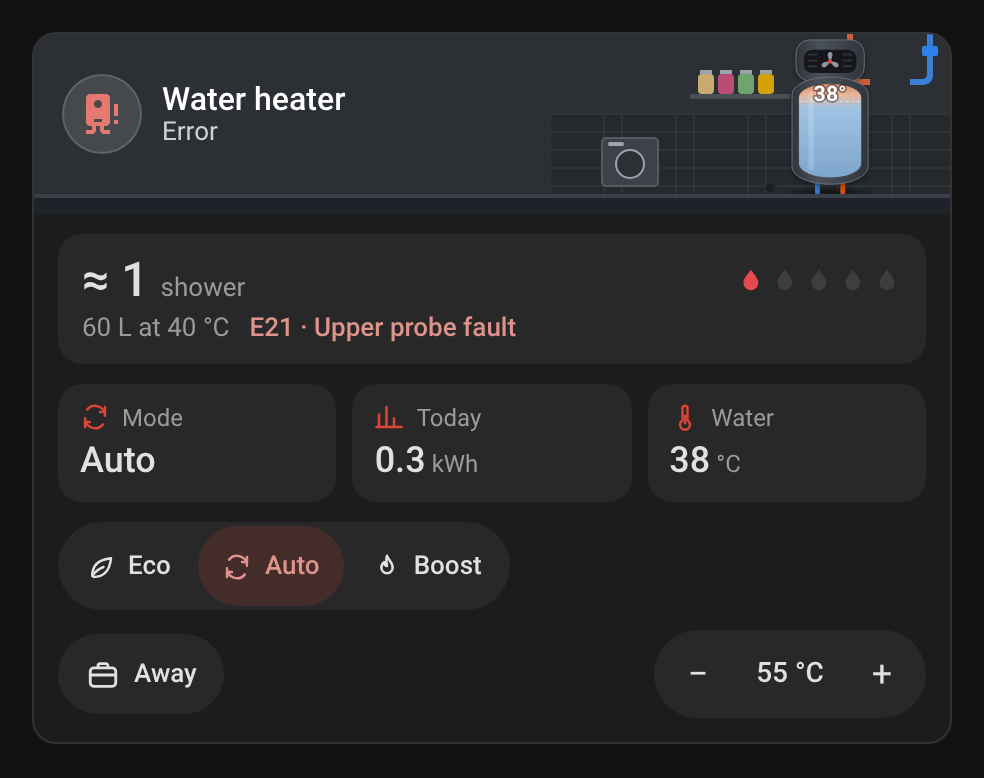 Water heater
Error
38°
≈ 1 shower
60 L at 40 °C E21 · Upper probe fault
Mode
Auto
Today
0.3 kWh
Water
38 °C
Eco
Auto
Boost
Away
− 55 °C +